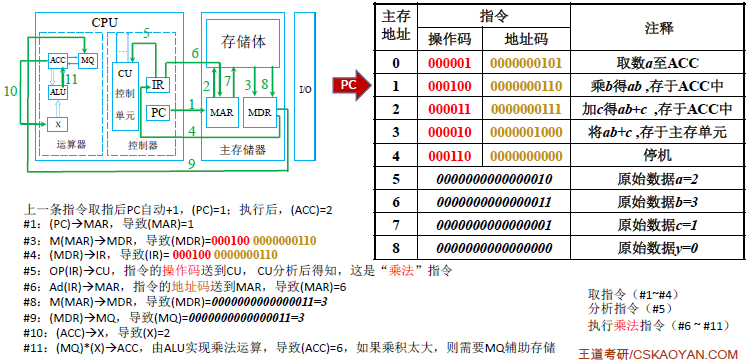 CPU
ACC
MQ
ALU
X
运算器
CU
控制
单元
IR
PC
控制器
存储体
MAR
MDR
主存储器
I/O
5
6
10
11
2
7
3
8
1
4
9
PC
主存地址 指令 注释
操作码 地址码
0 000001 0000000101 取数a至ACC
1 000100 0000000110 乘b得ab ,存于ACC中
2 000011 0000000111 加c得ab+c ,存于ACC中
3 000010 0000001000 将ab+c ,存于主存单元
4 000110 0000000000 停机
5 0000000000000010 原始数据a=2
6 0000000000000011 原始数据b=3
7 0000000000000001 原始数据c=1
8 0000000000000000 原始数据y=0
上一条指令取指后PC自动+1，(PC)=1；执行后，(ACC)=2
#1：(PC)→MAR，导致(MAR)=1
#3：M(MAR)→MDR，导致(MDR)=000100 0000000110
#4：(MDR)→IR，导致(IR)= 000100 0000000110
#5：OP(IR)→CU，指令的操作码送到CU，CU分析后得知，这是“乘法”指令
#6：Ad(IR)→MAR，指令的地址码送到MAR，导致(MAR)=6
#8：M(MAR)→MDR，导致(MDR)=0000000000000011=3
#9：(MDR)→MQ，导致(MQ)=0000000000000011=3
#10：(ACC)→X，导致(X)=2
#11：(MQ)*(X)→ACC，由ALU实现乘法运算，导致(ACC)=6，如果乘积太大，则需要MQ辅助存储
取指令（#1~#4）
分析指令（#5）
执行乘法指令（#6 ~ #11）
王道考研/CSKAOYAN.COM